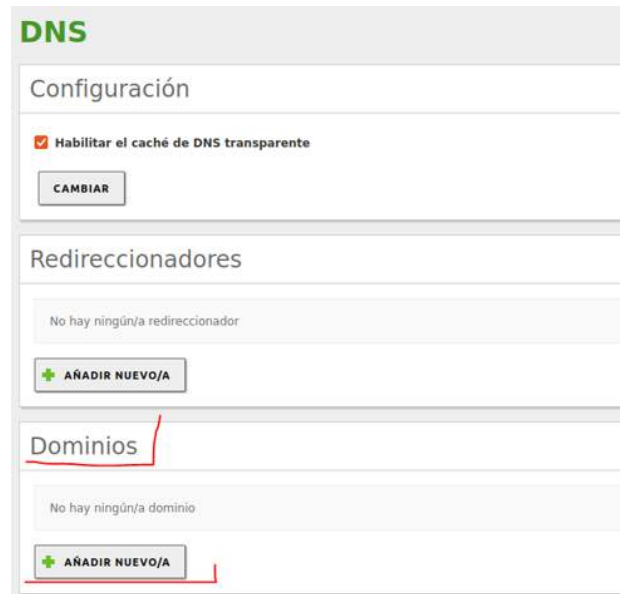 DNS
Configuración
Habilitar el caché de DNS transparente
CAMBIAR
Redireccionadores
No hay ningún/a redireccionador
AÑADIR NUEVO/A
Dominios
No hay ningún/a dominio
AÑADIR NUEVO/A